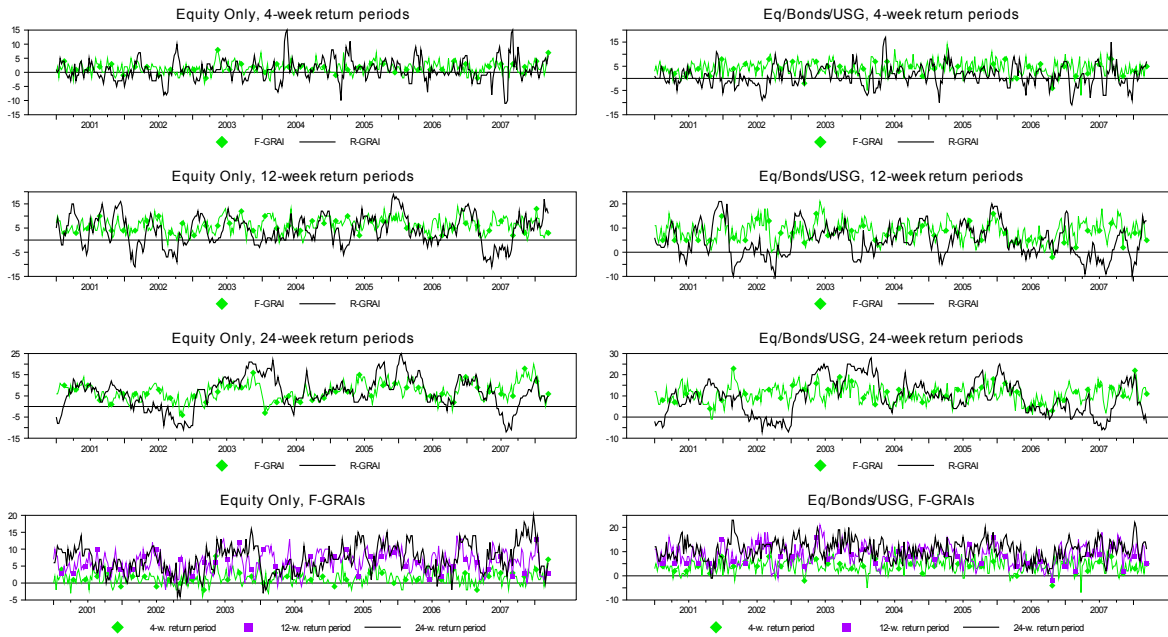 Equity Only, 4-week return periods
15
10
5
0
-5
-10
-15
2001 2002 2003 2004 2005 2006 2007
F-GRAI R-GRAI
Eq/Bonds/USG, 4-week return periods
15
10
5
0
-5
-15
2001 2002 2003 2004 2005 2006 2007
F-GRAI R-GRAI
Equity Only, 12-week return periods
15
5
-5
-15
2001 2002 2003 2004 2005 2006 2007
F-GRAI R-GRAI
Eq/Bonds/USG, 12-week return periods
20
10
0
-10
2001 2002 2003 2004 2005 2006 2007
F-GRAI R-GRAI
Equity Only, 24-week return periods
25
15
5
-5
-15
2001 2002 2003 2004 2005 2006 2007
F-GRAI R-GRAI
Eq/Bonds/USG, 24-week return periods
30
20
10
0
-10
2001 2002 2003 2004 2005 2006 2007
F-GRAI R-GRAI
Equity Only, F-GRAIs
20
15
10
5
0
-5
2001 2002 2003 2004 2005 2006 2007
4-w. return period 12-w. return period 24-w. return period
Eq/Bonds/USG, F-GRAIs
20
10
0
-10
2001 2002 2003 2004 2005 2006 2007
4-w. return period 12-w. return period 24-w. return period